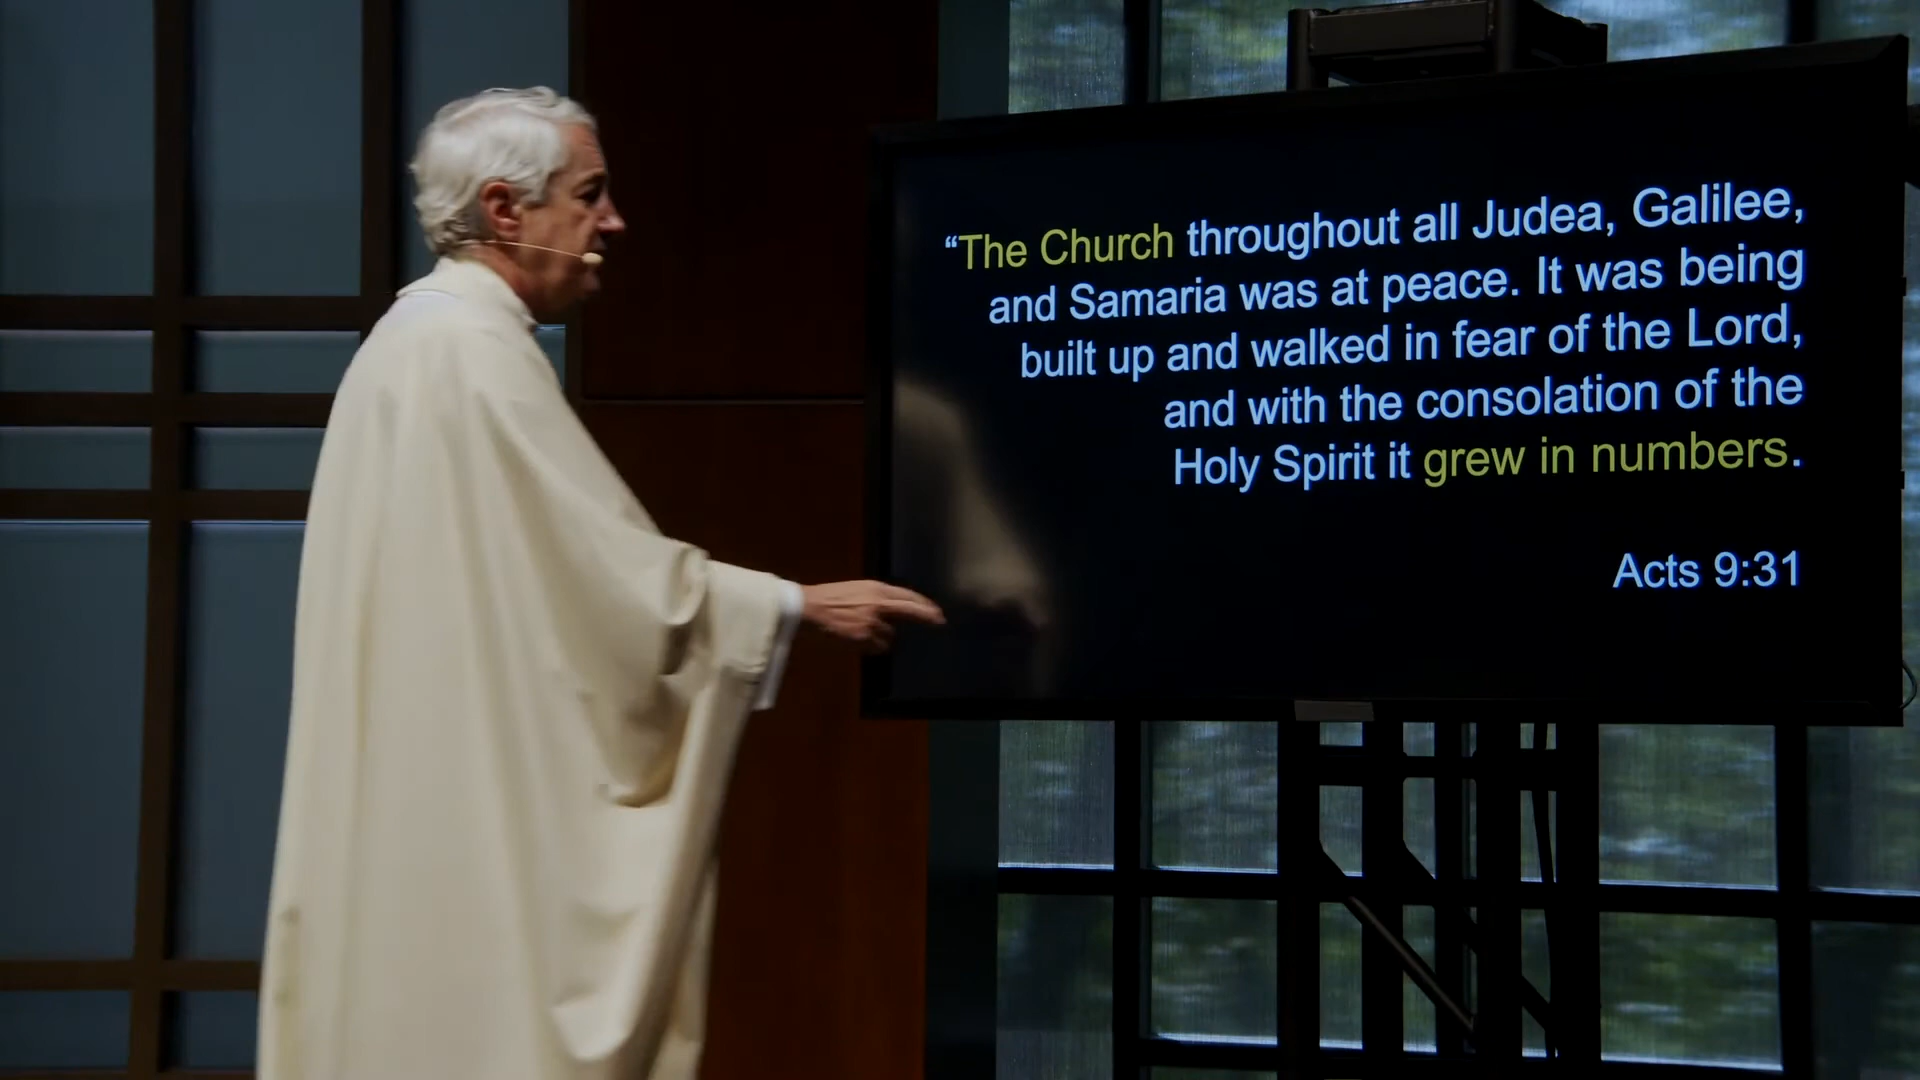 “The Church throughout all Judea, Galilee,
and Samaria was at peace. It was being
built up and walked in fear of the Lord,
and with the consolation of the
Holy Spirit it grew in numbers.
Acts 9:31